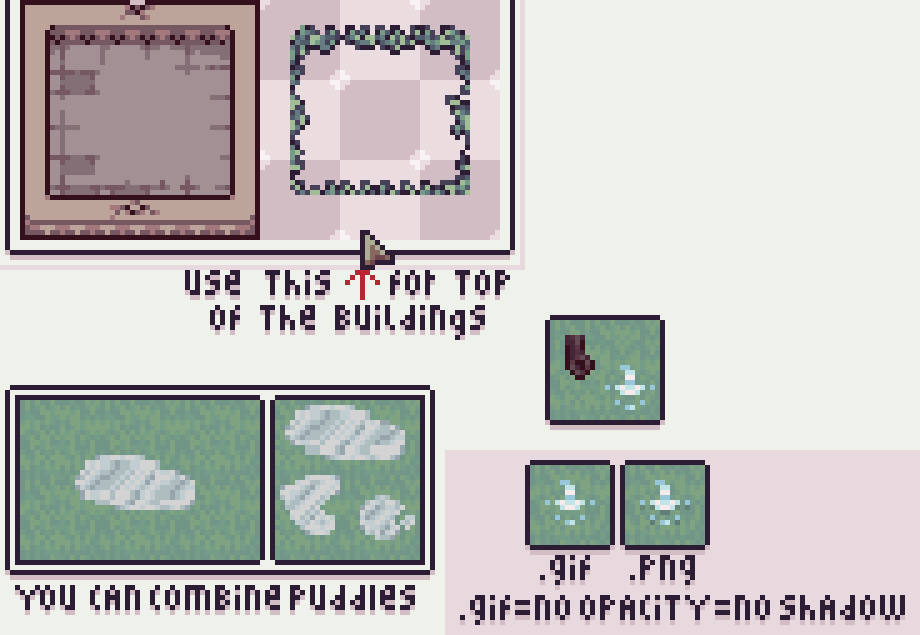 USE THIS ↑ FOR TOP
OF THE BUILDINGS
YOU CAN COMBINE PUDDLES
.gif .PNG
.gif=NO OPACITY=NO SHADOW